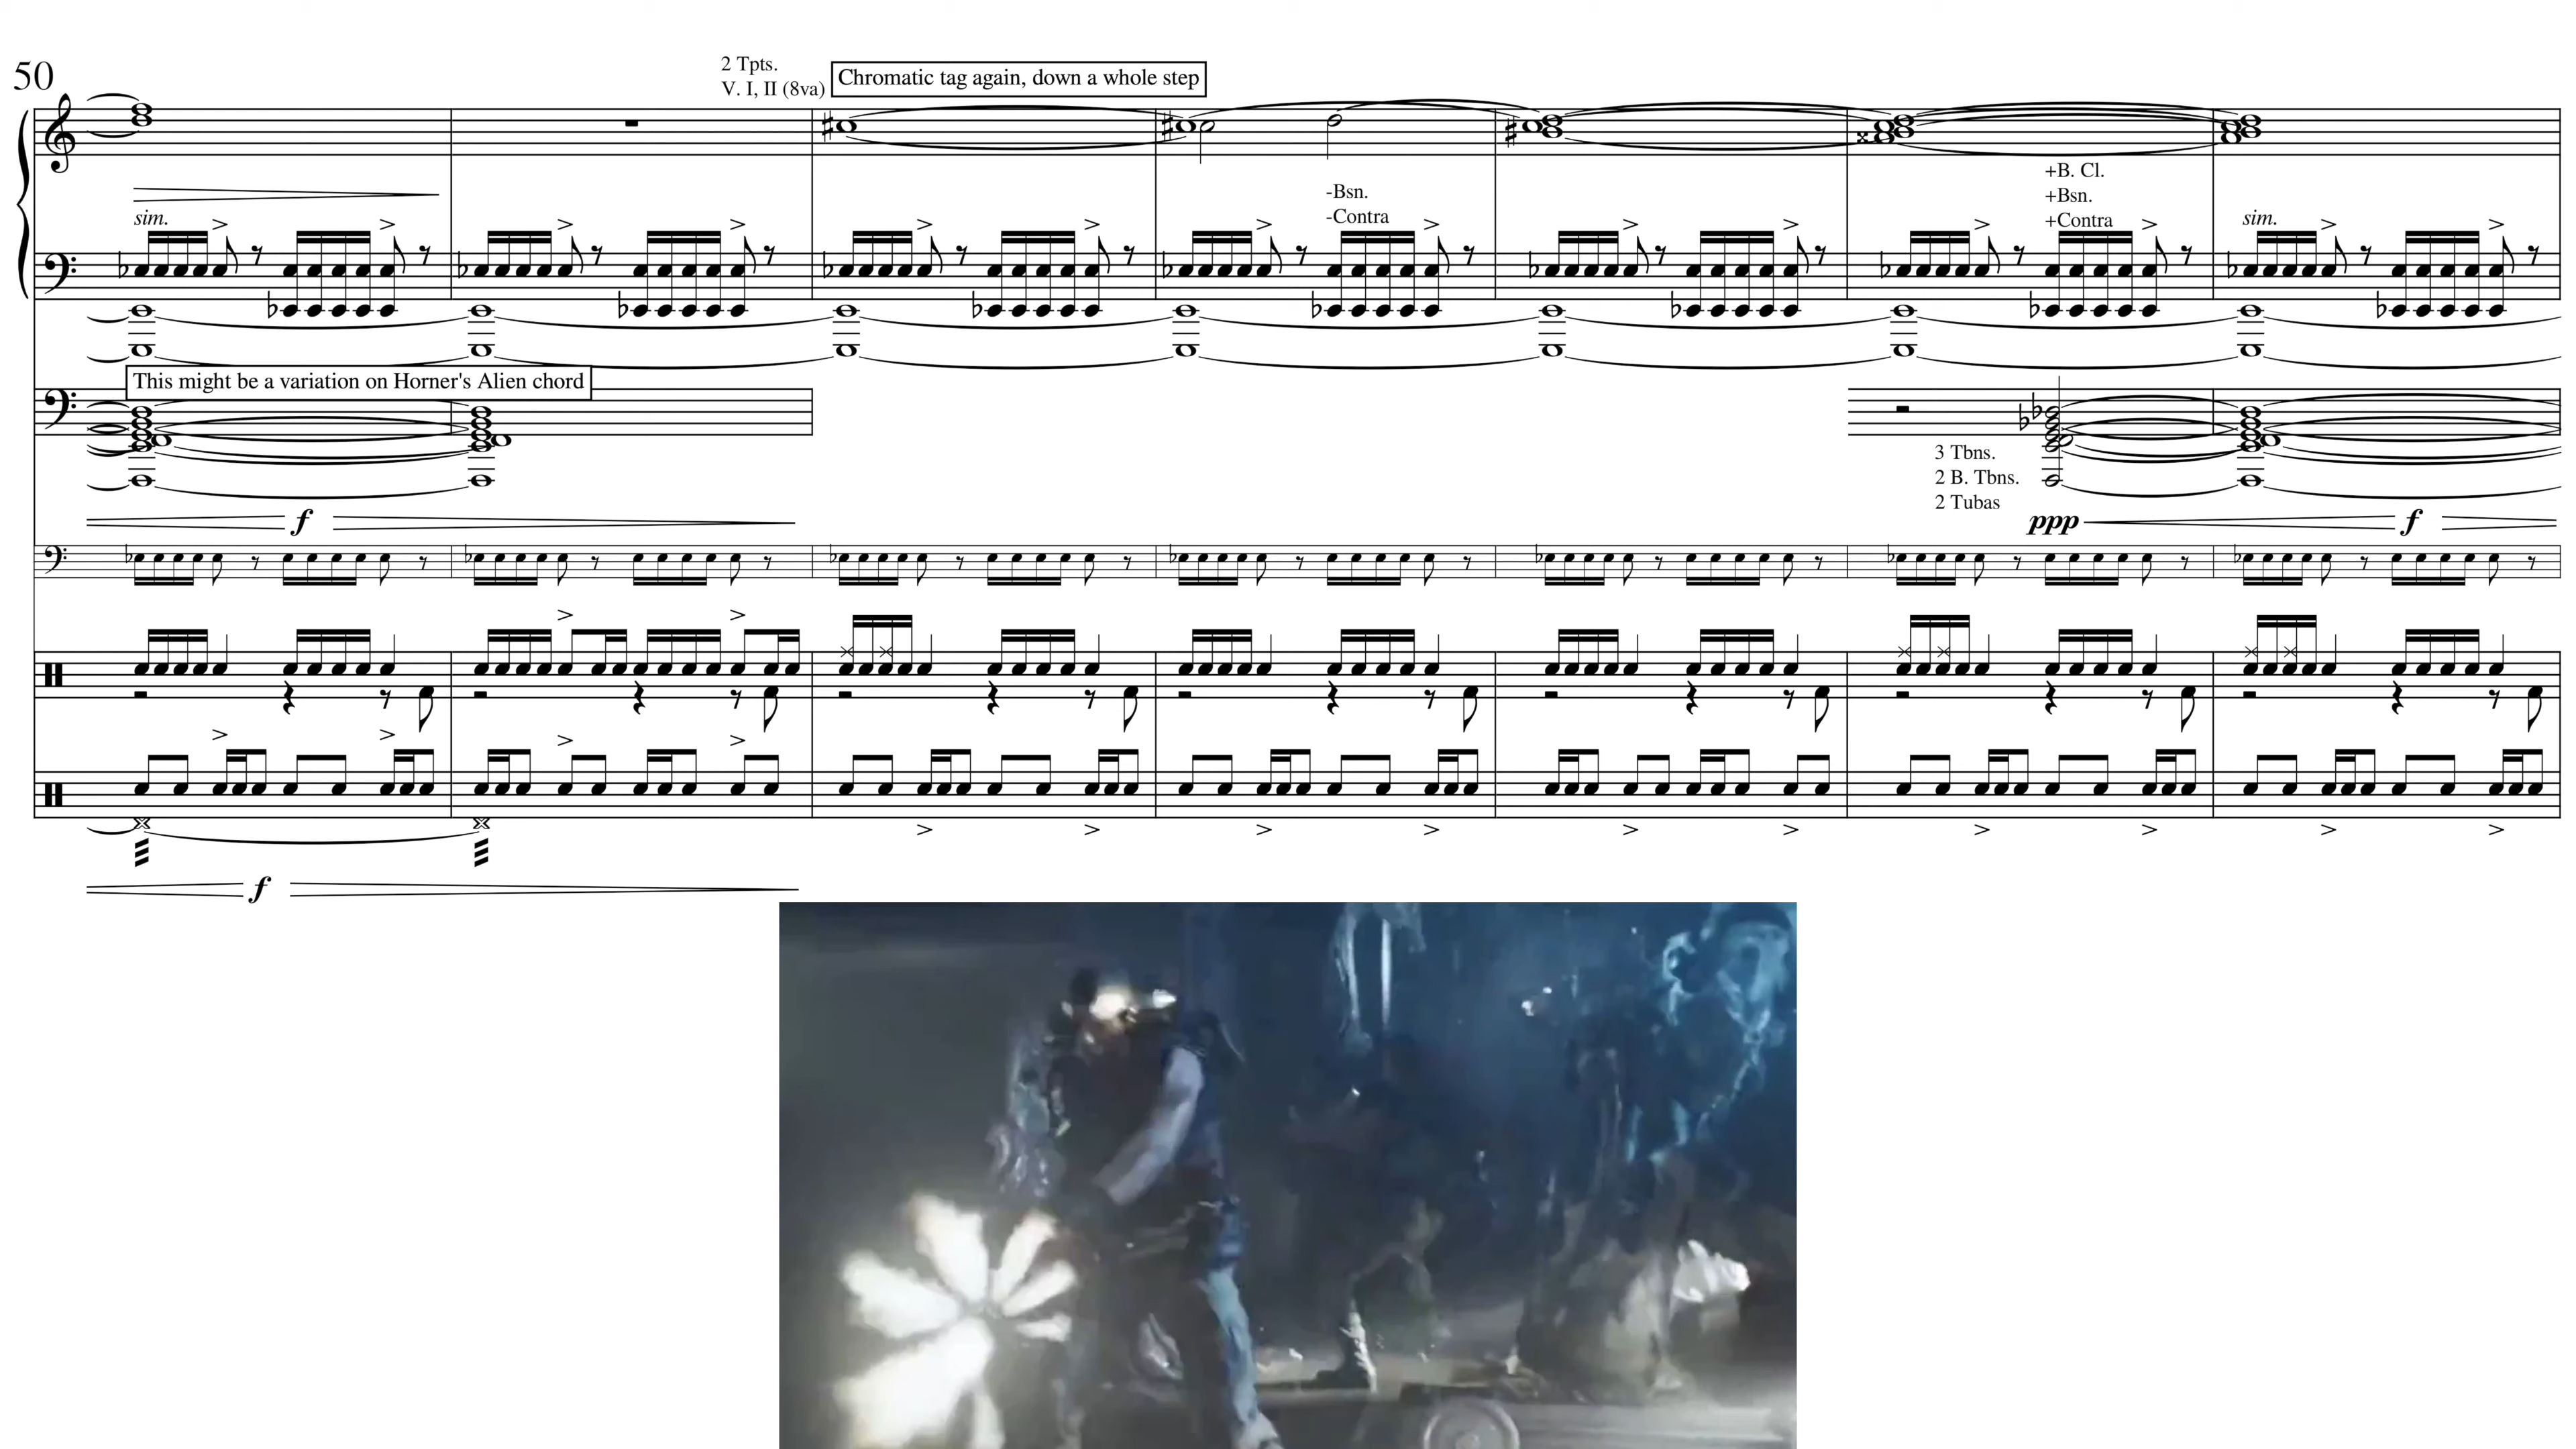 2 Tpts.
50
V. I, II (8va)
Chromatic tag again, down a whole step
-Bsn.
-Contra
+B. Cl.
+Bsn.
+Contra
sim.
sim.
This might be a variation on Horner's Alien chord
3 Tbns.
2 B. Tbns.
2 Tubas
f
ppp
f
f